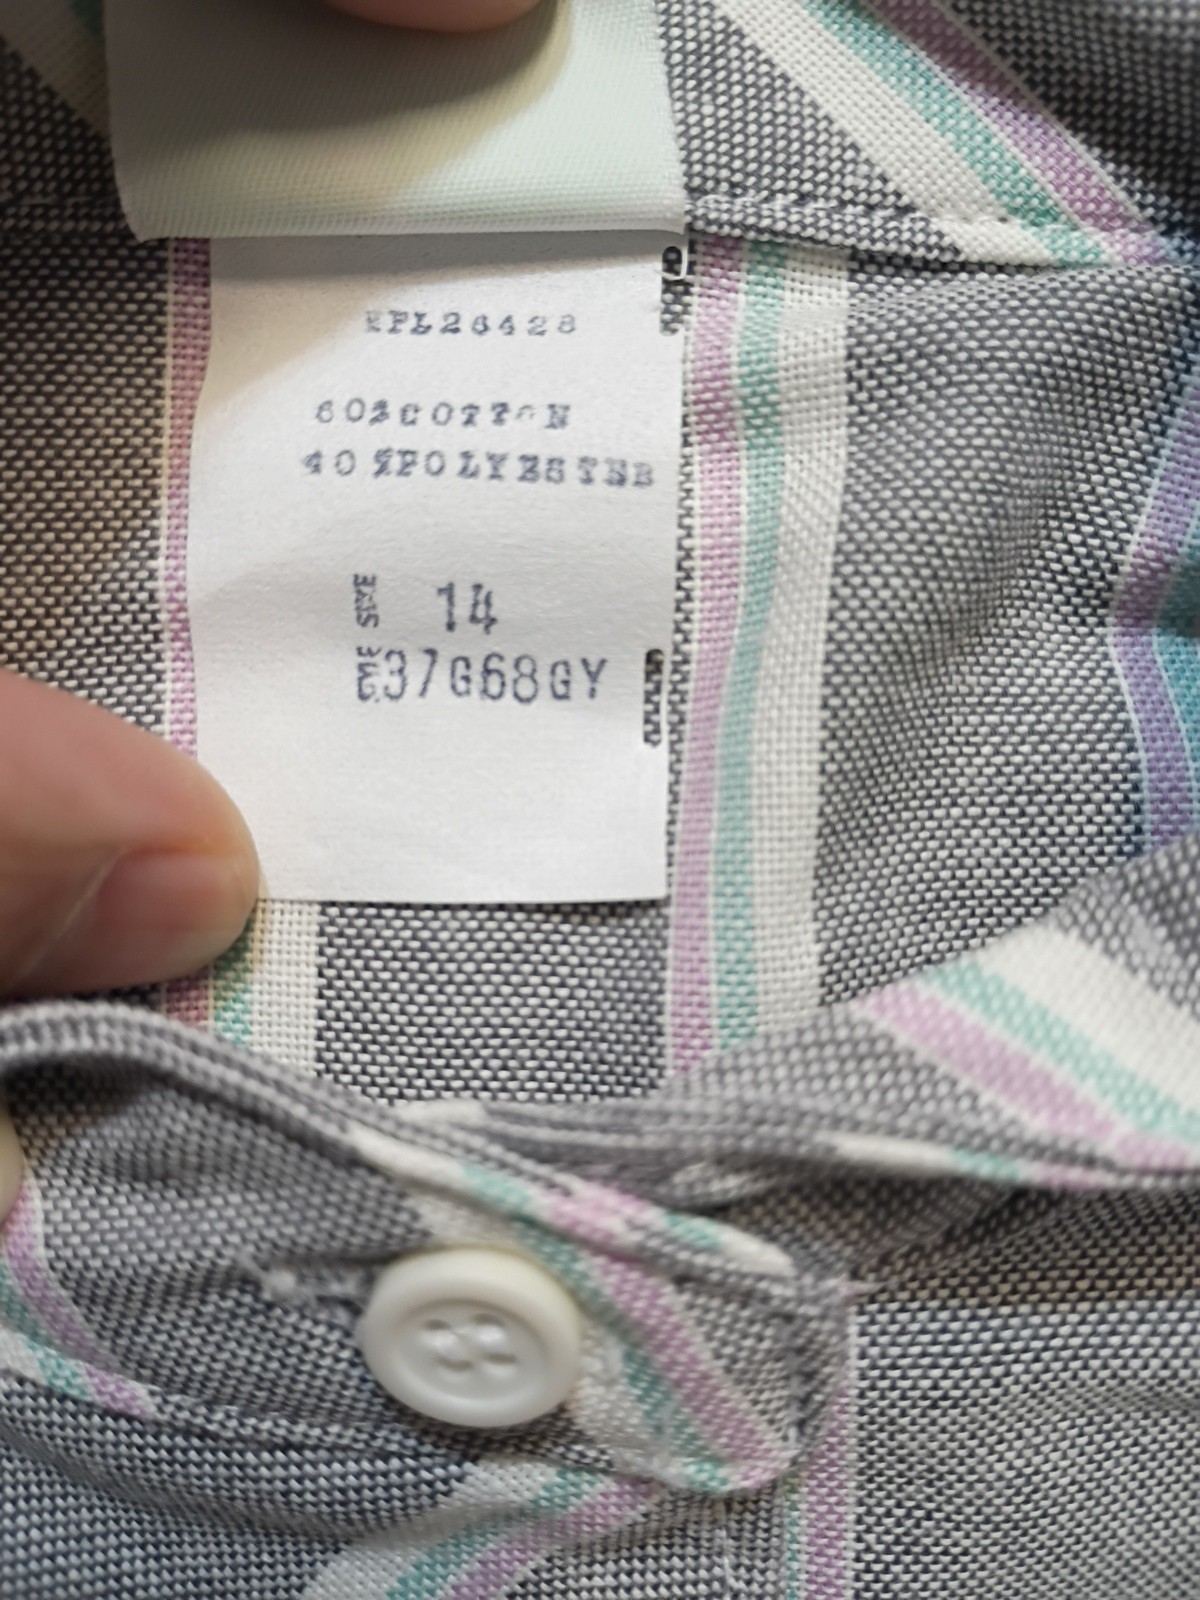 RPL26428
60%COTTON
40%POLYESTER
SIZE 14
37G68GY